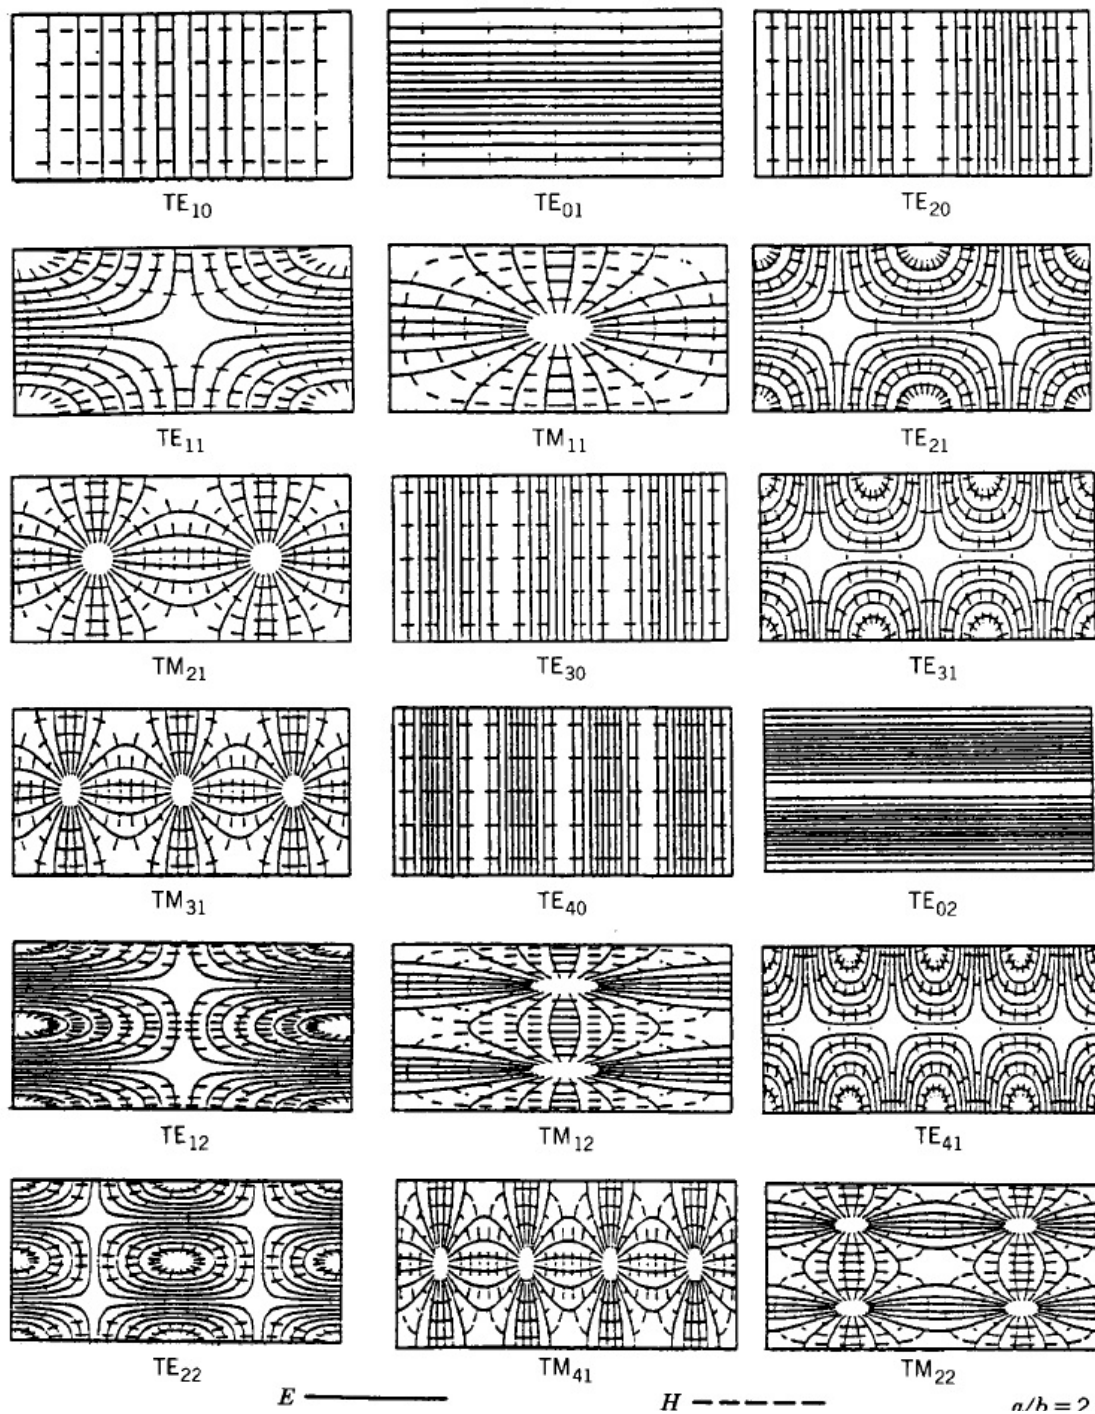 TE₁₀ TE₀₁ TE₂₀
TE₁₁ TM₁₁ TE₂₁
TM₂₁ TE₃₀ TE₃₁
TM₃₁ TE₄₀ TE₀₂
TE₁₂ TM₁₂ TE₄₁
TE₂₂ TM₄₁ TM₂₂
E H a/b = 2